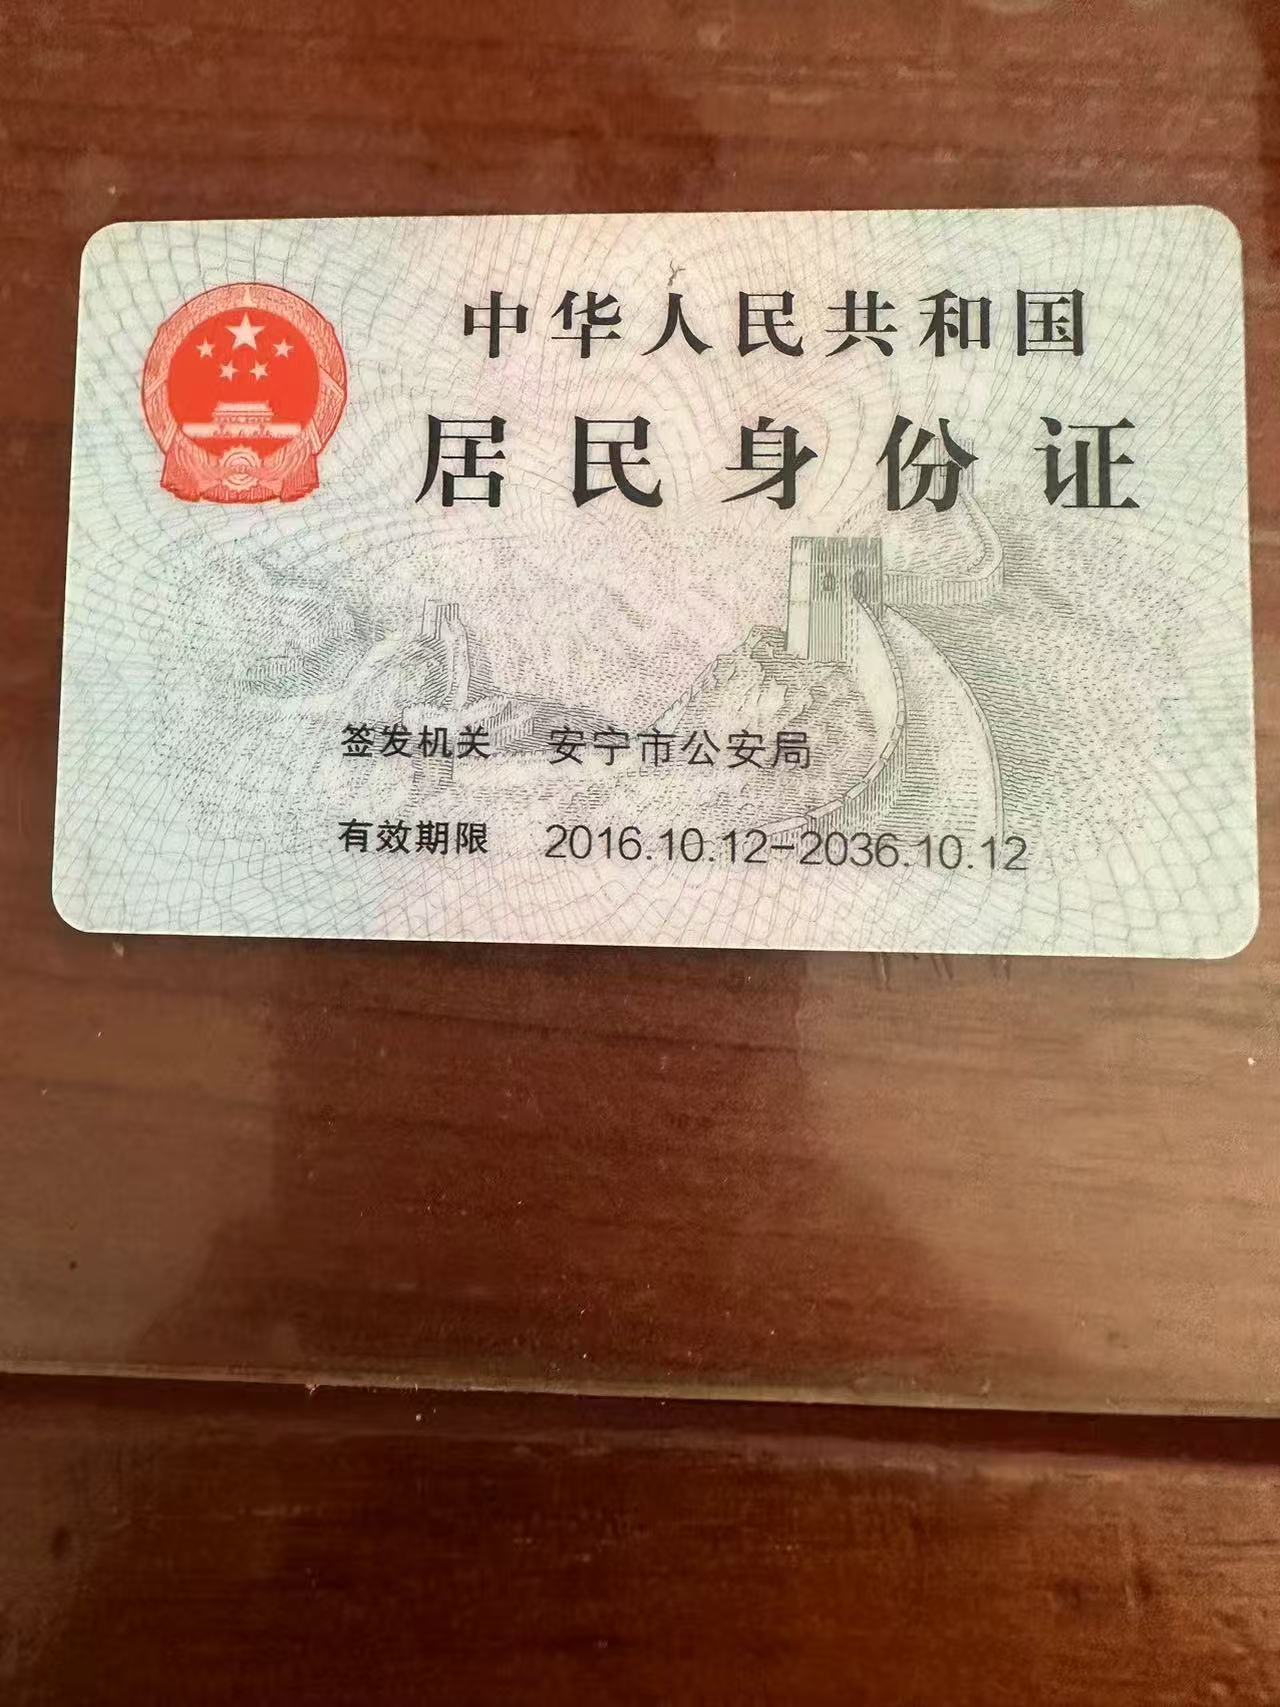 中华人民共和国
居民身份证
签发机关 安宁市公安局
有效期限 2016.10.12-2036.10.12